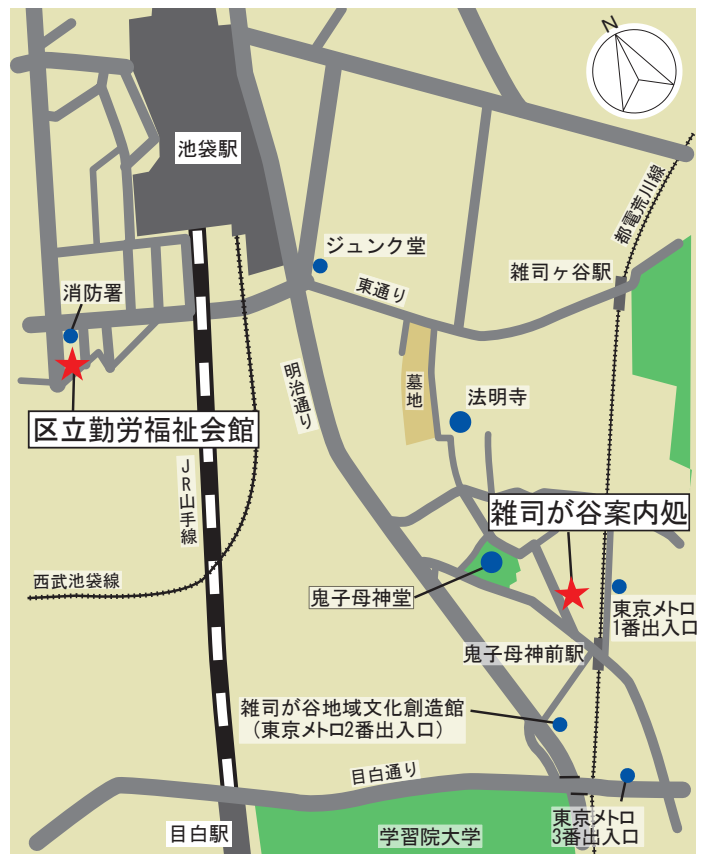 N
池袋駅
都電荒川線
ジュンク堂
雑司ヶ谷駅
消防署
東通り
明治通り
墓地
法明寺
区立勤労福祉会館
JR山手線
雑司が谷案内処
西武池袋線
鬼子母神堂
東京メトロ
1番出入口
鬼子母神前駅
雑司が谷地域文化創造館
（東京メトロ2番出入口）
目白通り
目白駅
学習院大学
東京メトロ
3番出入口